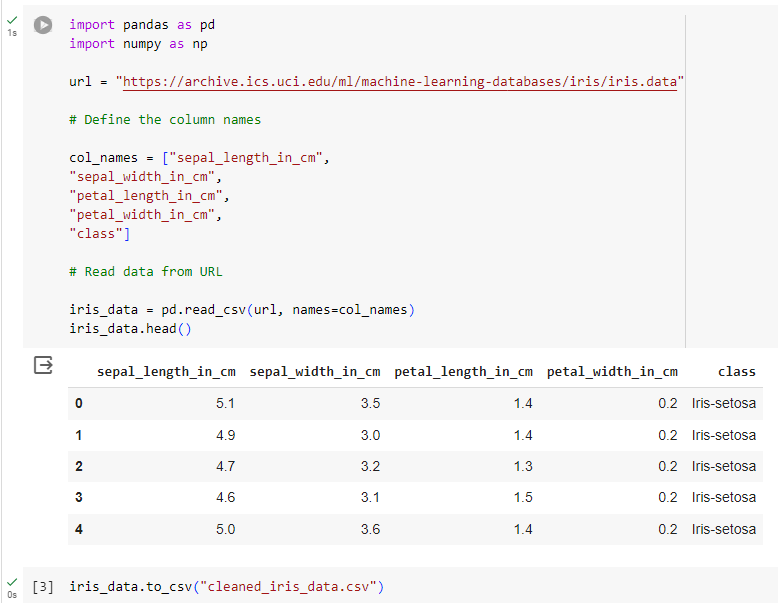 1s
import pandas as pd
import numpy as np
url = "https://archive.ics.uci.edu/ml/machine-learning-databases/iris/iris.data"
# Define the column names
col_names = ["sepal_length_in_cm",
"sepal_width_in_cm",
"petal_length_in_cm",
"petal_width_in_cm",
"class"]
# Read data from URL
iris_data = pd.read_csv(url, names=col_names)
iris_data.head()
sepal_length_in_cm sepal_width_in_cm petal_length_in_cm petal_width_in_cm class
0 5.1 3.5 1.4 0.2 Iris-setosa
1 4.9 3.0 1.4 0.2 Iris-setosa
2 4.7 3.2 1.3 0.2 Iris-setosa
3 4.6 3.1 1.5 0.2 Iris-setosa
4 5.0 3.6 1.4 0.2 Iris-setosa
0s [3] iris_data.to_csv("cleaned_iris_data.csv")